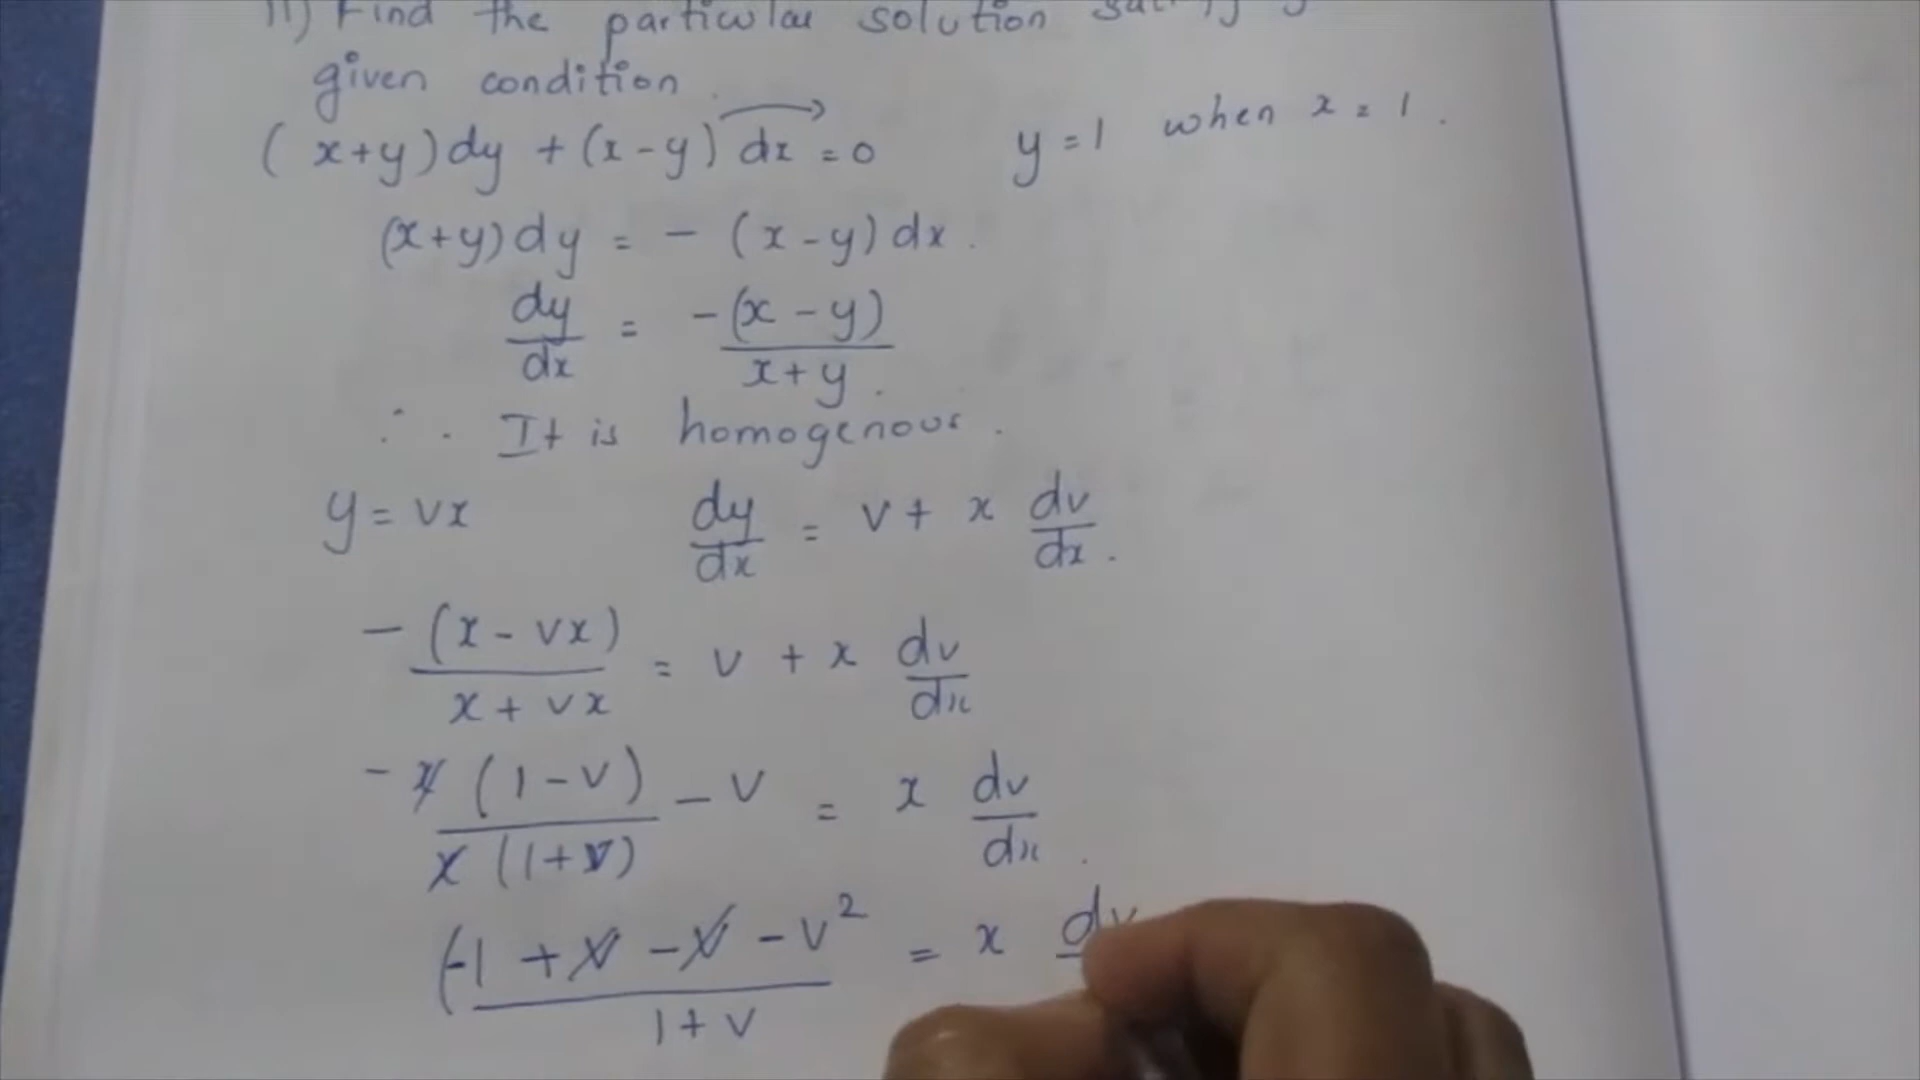 11) Find the particular solution
given condition.
(x+y)dy + (x-y) dx = 0 y = 1 when x = 1.
(x+y)dy = - (x-y)dx.
dy/dx = -(x-y)/x+y.
∴ It is homogenous.
y = vx dy/dx = v + x dv/dx.
-(x-vx)/x+vx = v + x dv/dx
-x(1-v)/x(1+v) - v = x dv/dx.
(-1+v-v-v²/1+v = x dv